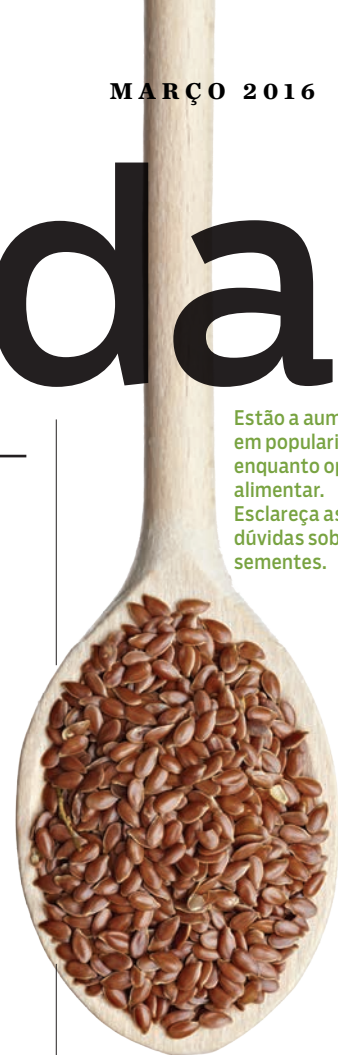 MARÇO 2016
da
Estão a aum
em populari
enquanto op
alimentar.
Esclareça as
dúvidas sob
sementes.